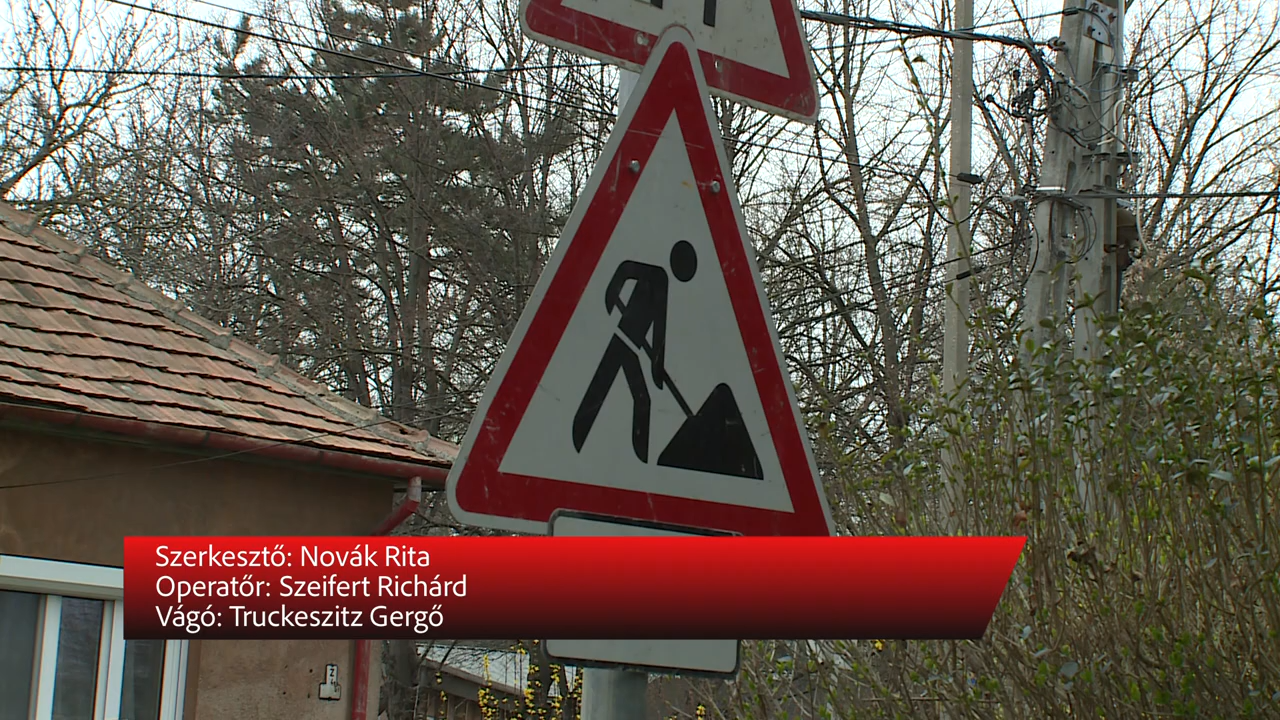 Szerkesztő: Novák Rita
Operatőr: Szeifert Richárd
Vágó: Truckeszitz Gergő